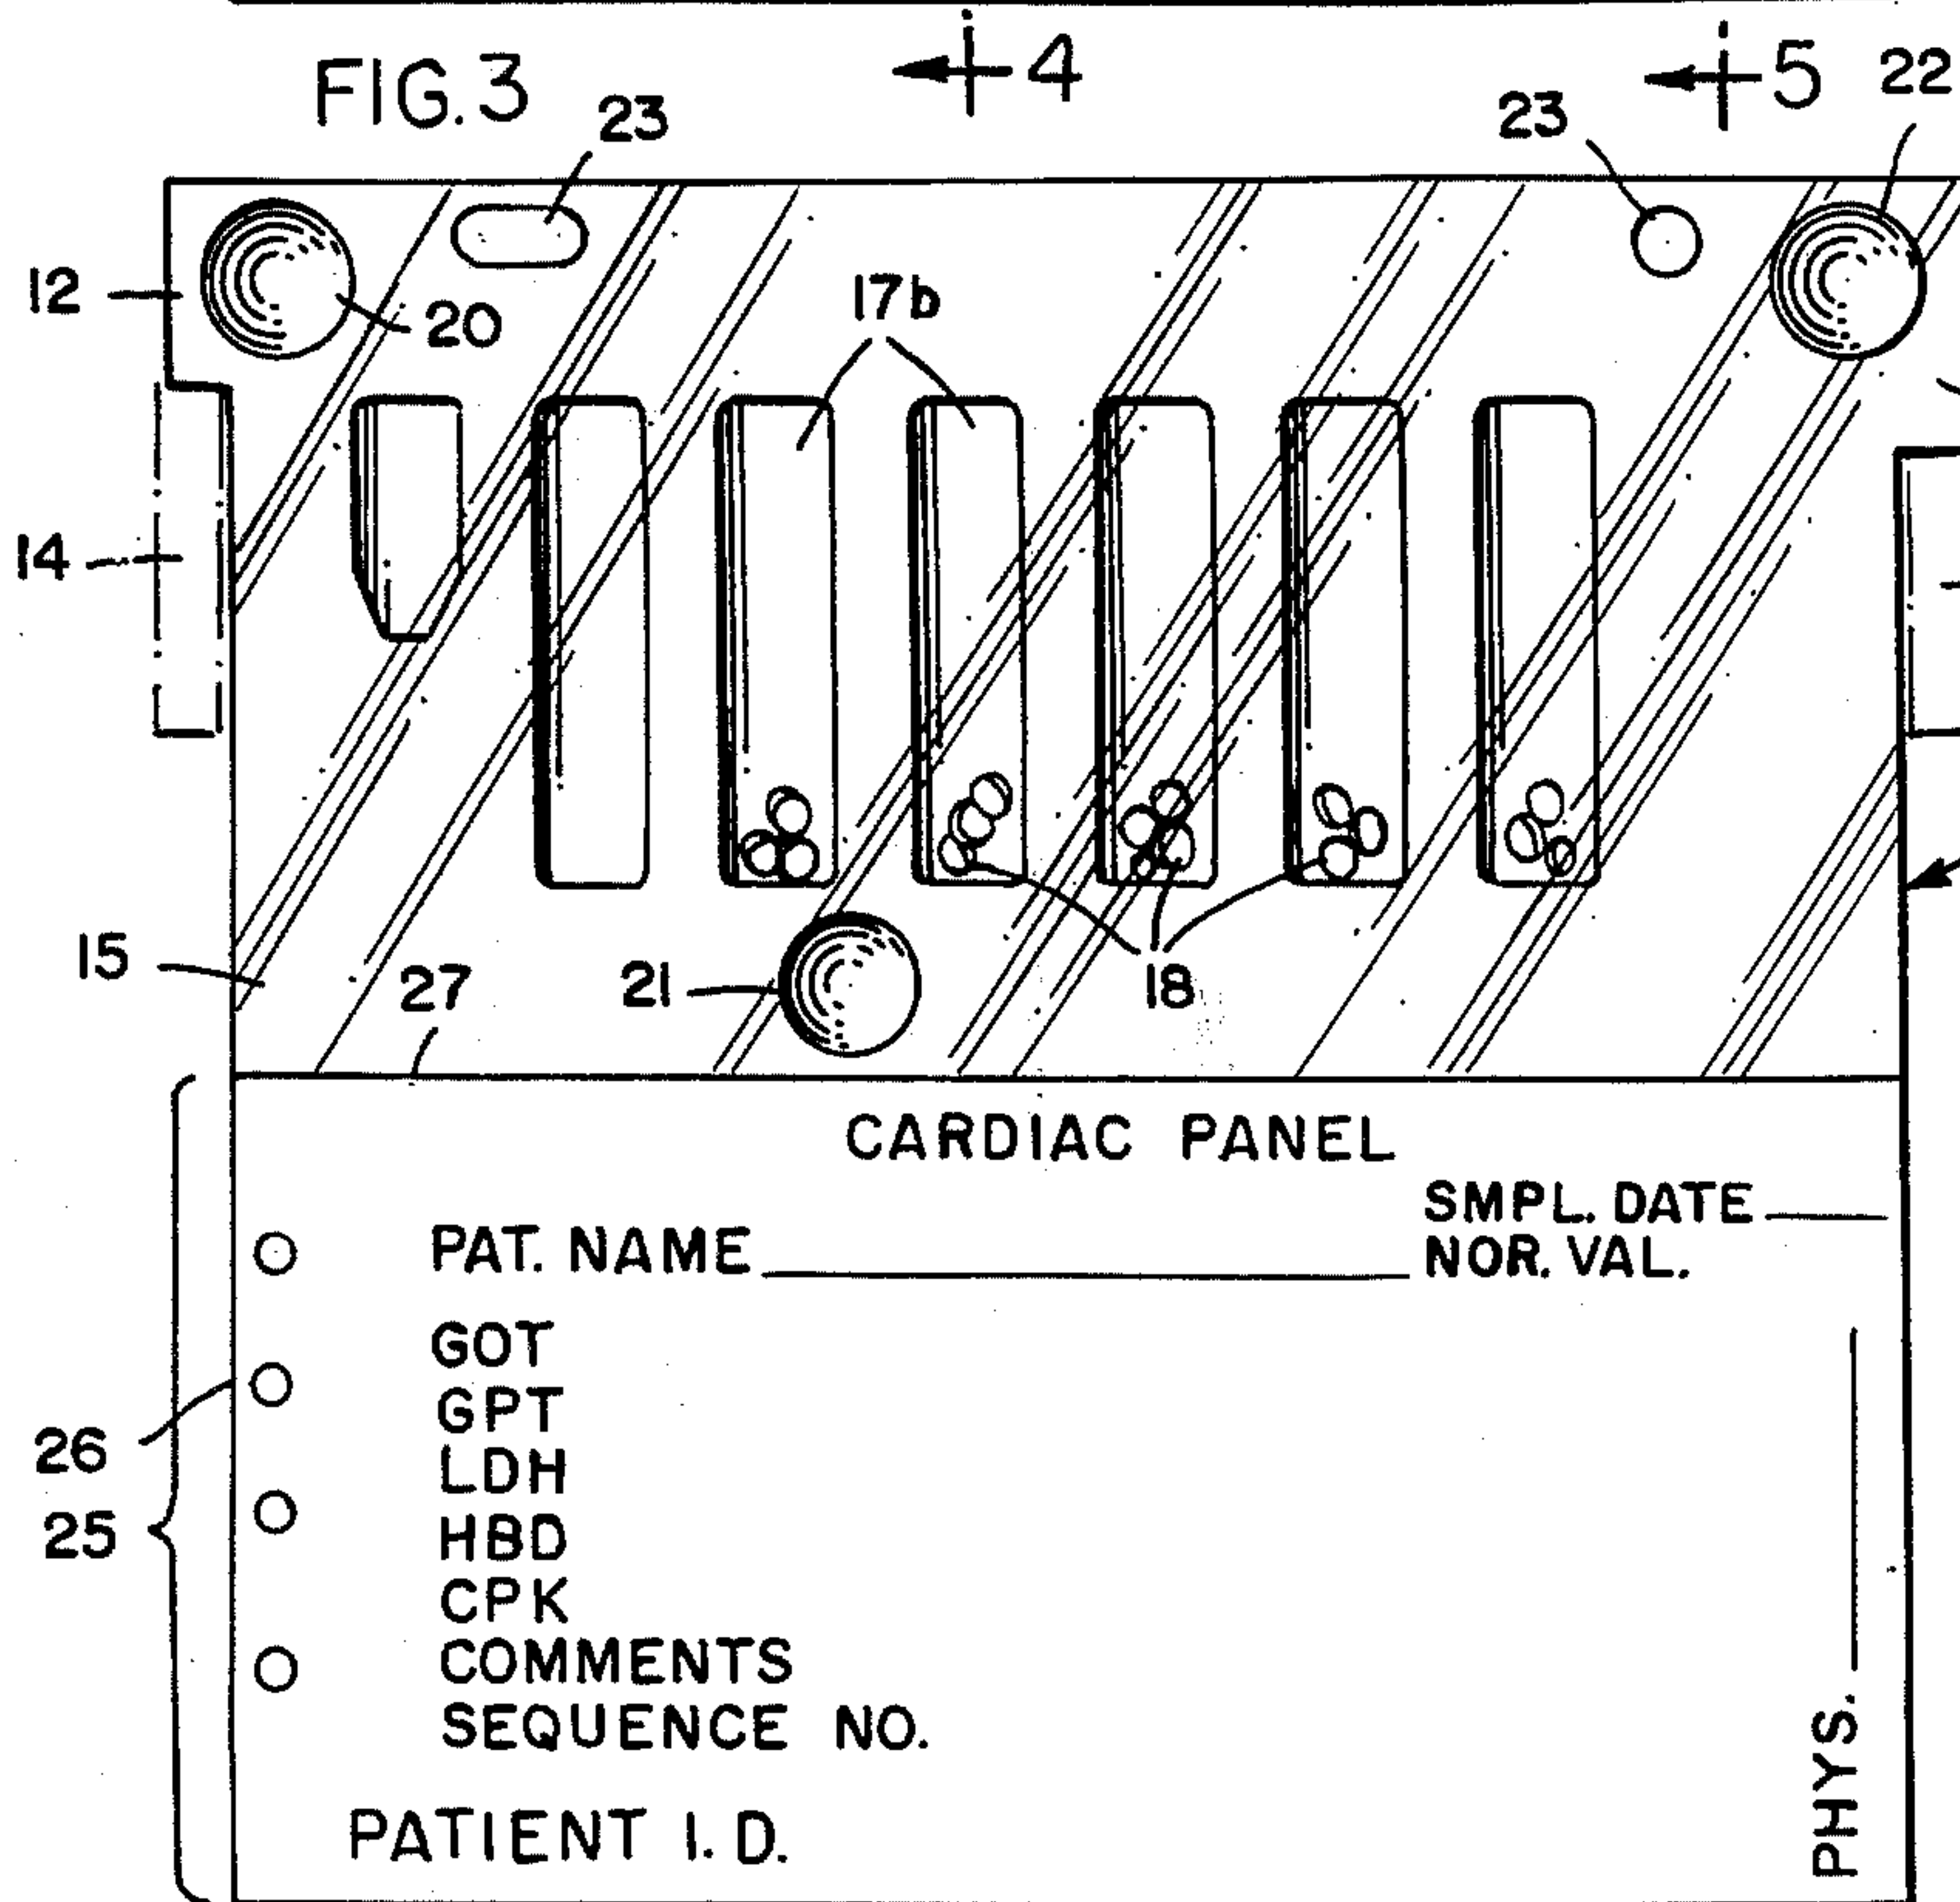 FIG. 3
4
5
22
23
23
12
20
17b
14
15
27
21
18
CARDIAC PANEL
SMPL. DATE
PAT. NAME
NOR. VAL.
GOT
GPT
LDH
HBD
CPK
COMMENTS
SEQUENCE NO.
PATIENT I.D.
PHYS.
26
25